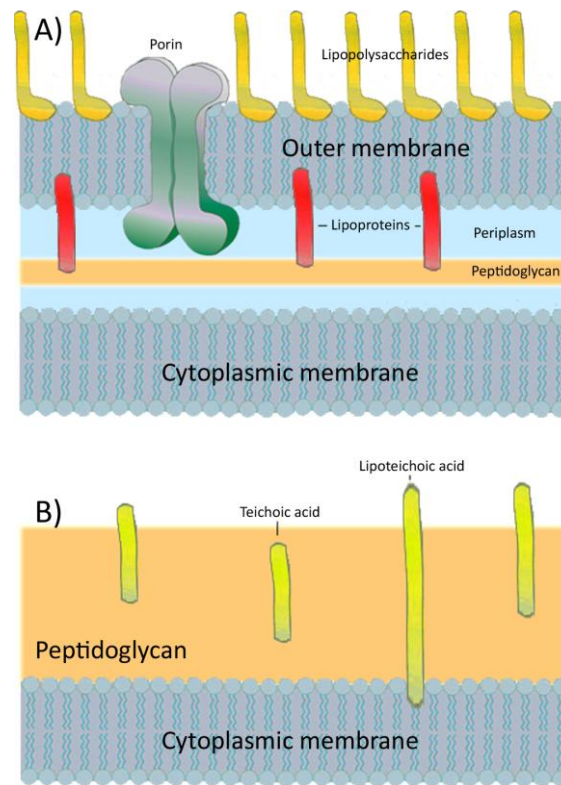 A)
Porin
Lipopolysaccharides
Outer membrane
– Lipoproteins -
Periplasm
Peptidoglycan
Cytoplasmic membrane
B)
Lipoteichoic acid
Teichoic acid
Peptidoglycan
Cytoplasmic membrane